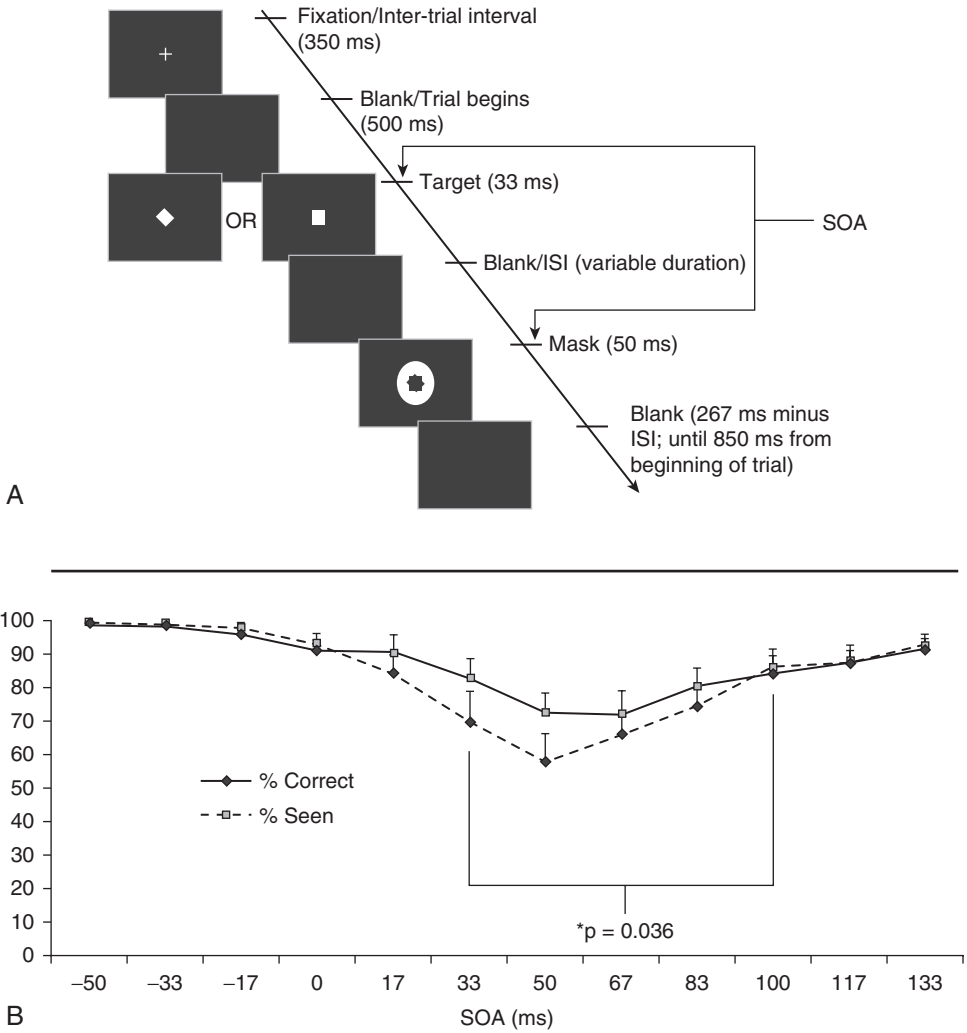 Fixation/Inter-trial interval
(350 ms)
Blank/Trial begins
(500 ms)
Target (33 ms)
OR
SOA
Blank/ISI (variable duration)
Mask (50 ms)
Blank (267 ms minus
ISI; until 850 ms from
beginning of trial)
A
100
90
80
70
60
50
40
30
20
10
0
% Correct
% Seen
*p = 0.036
−50 −33 −17 0 17 33 50 67 83 100 117 133
SOA (ms)
B